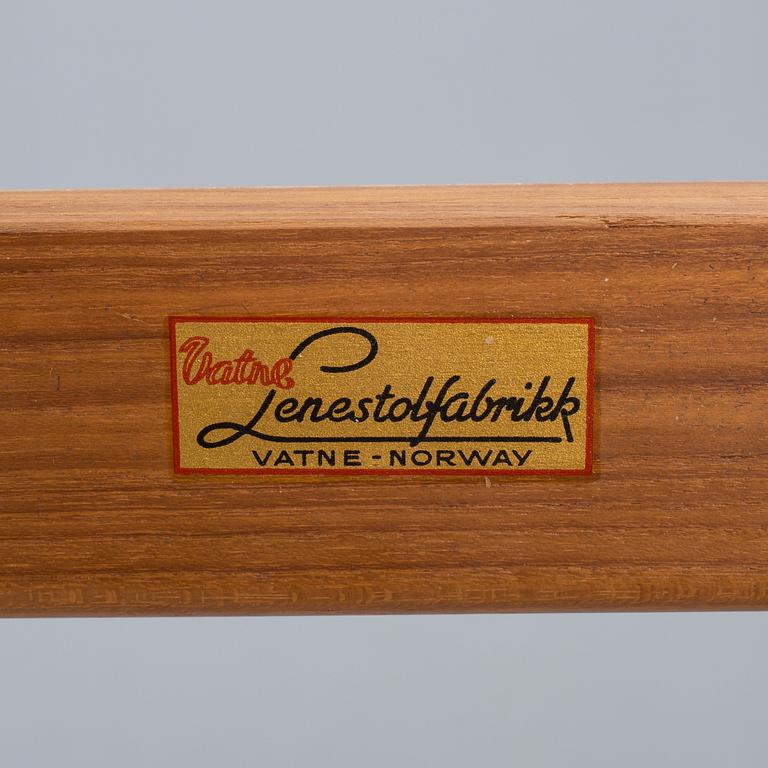 Vatne
Lenestolfabrikk
VATNE - NORWAY